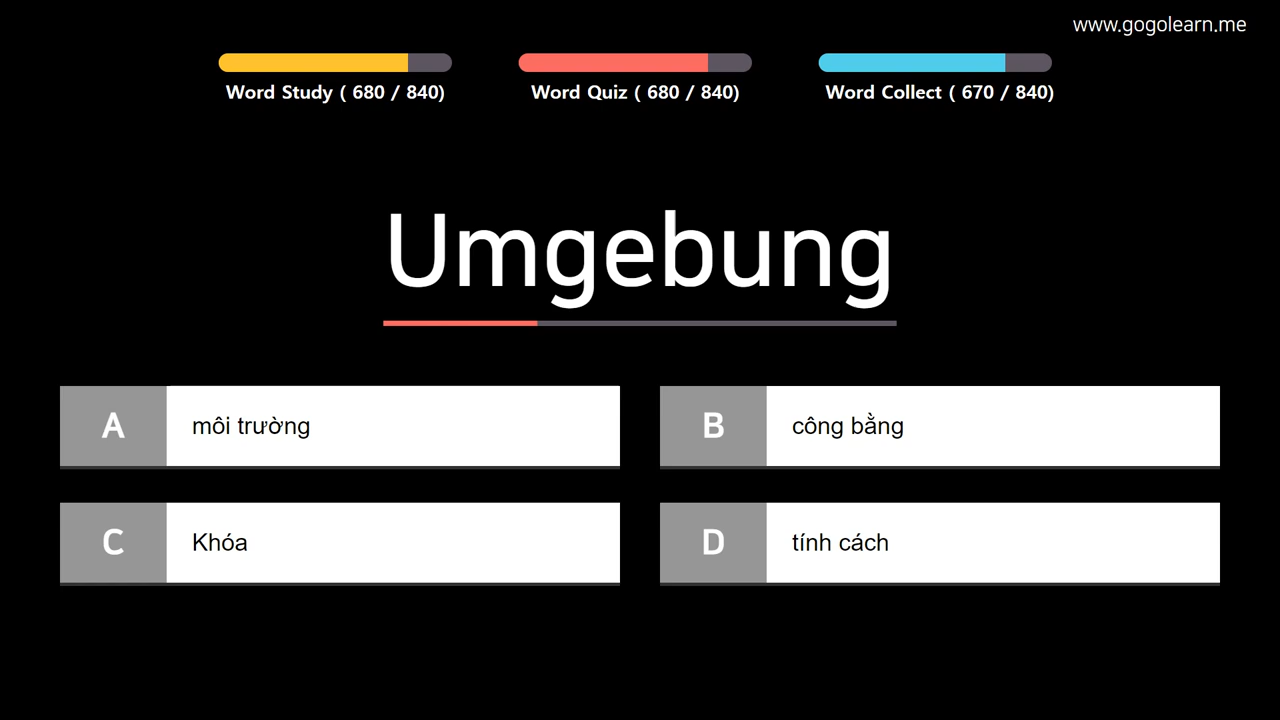 www.gogolearn.me
Word Study ( 680 / 840)
Word Quiz ( 680 / 840)
Word Collect ( 670 / 840)
Umgebung
A môi trường
B công bằng
C Khóa
D tính cách